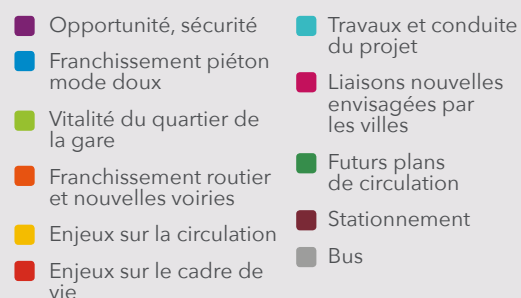 Opportunité, sécurité
Franchissement piéton
mode doux
Vitalité du quartier de
la gare
Franchissement routier
et nouvelles voiries
Enjeux sur la circulation
Enjeux sur le cadre de
vie
Travaux et conduite
du projet
Liaisons nouvelles
envisagées par
les villes
Futurs plans
de circulation
Stationnement
Bus